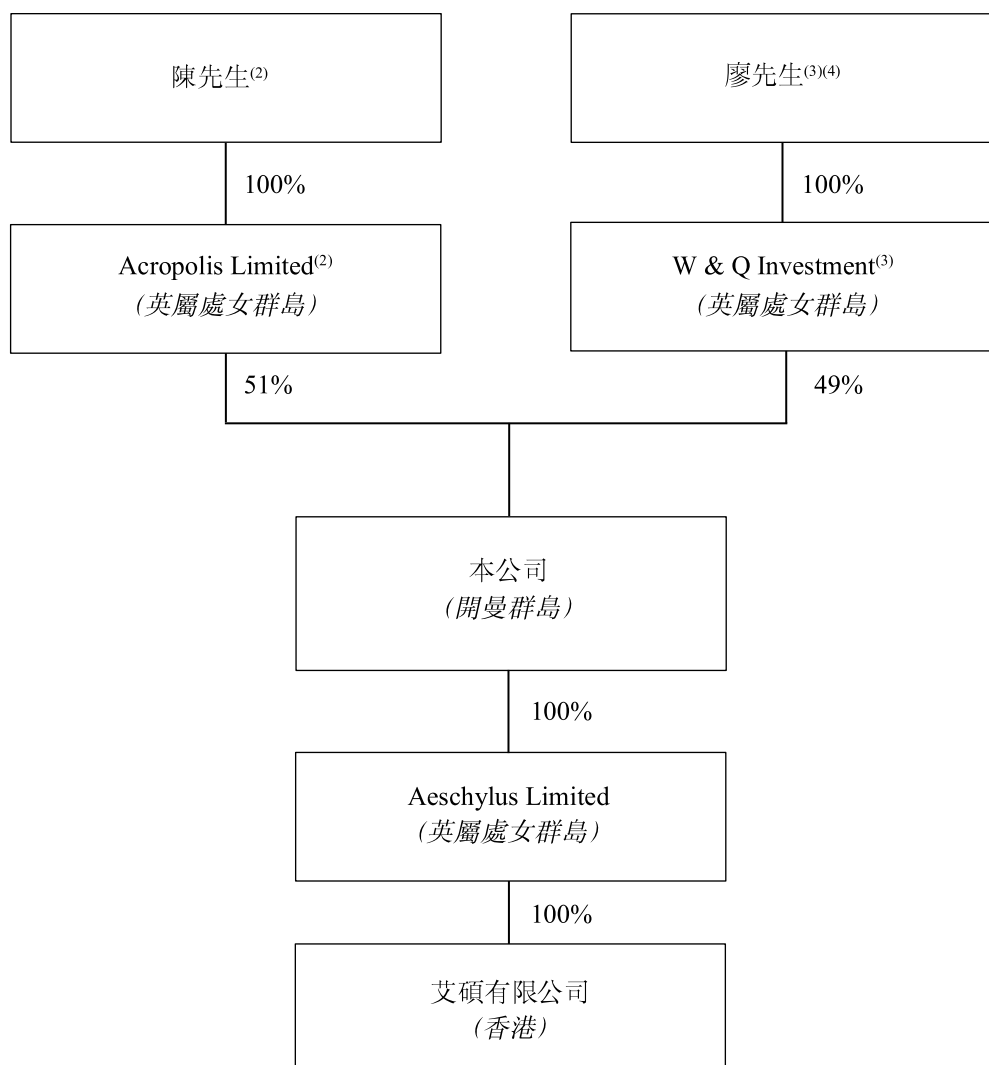 陳先生(2)
廖先生(3)(4)
100%
100%
Acropolis Limited(2)
(英屬處女群島)
W & Q Investment(3)
(英屬處女群島)
51%
49%
本公司
(開曼群島)
100%
Aeschylus Limited
(英屬處女群島)
100%
艾碩有限公司
(香港)